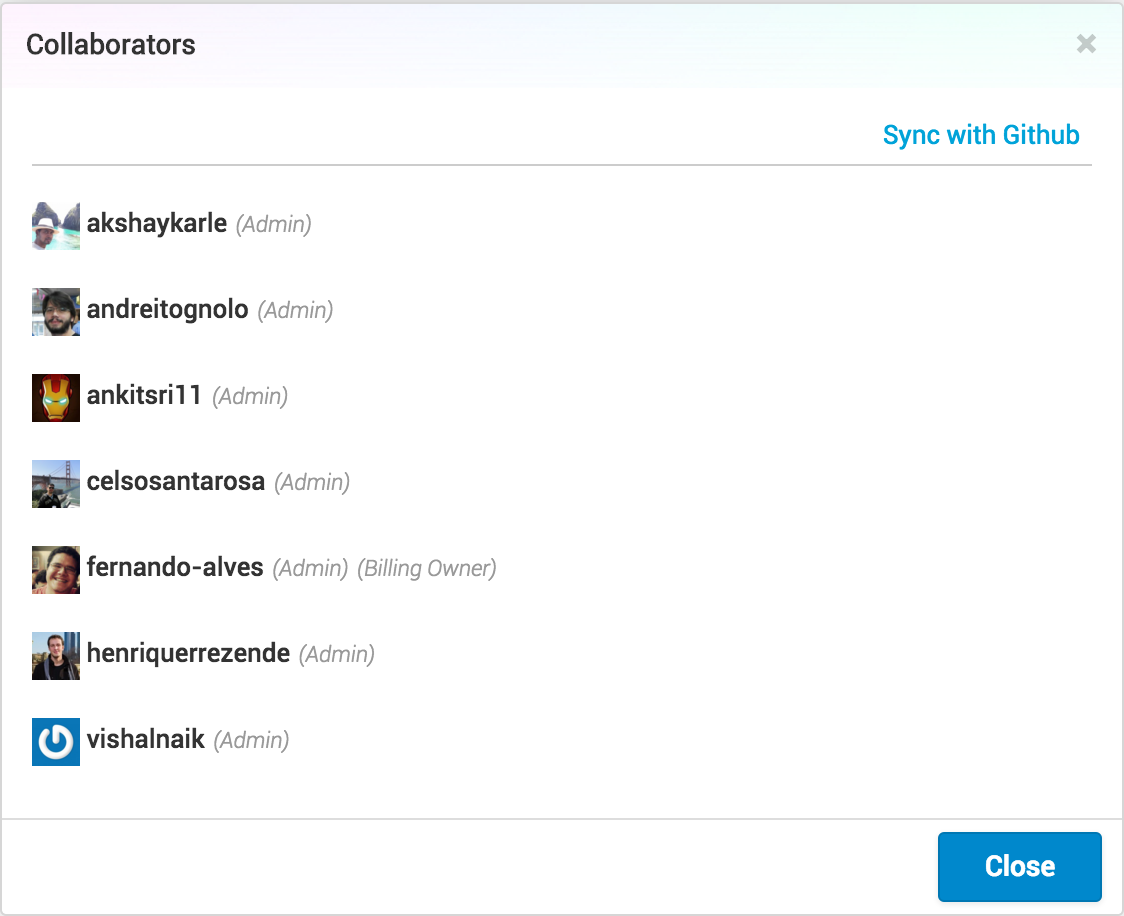 Collaborators
Sync with Github
akshaykarle (Admin)
andreitognolo (Admin)
ankitsri11 (Admin)
celsosantarosa (Admin)
fernando-alves (Admin) (Billing Owner)
henriquerrezende (Admin)
vishalnaik (Admin)
Close